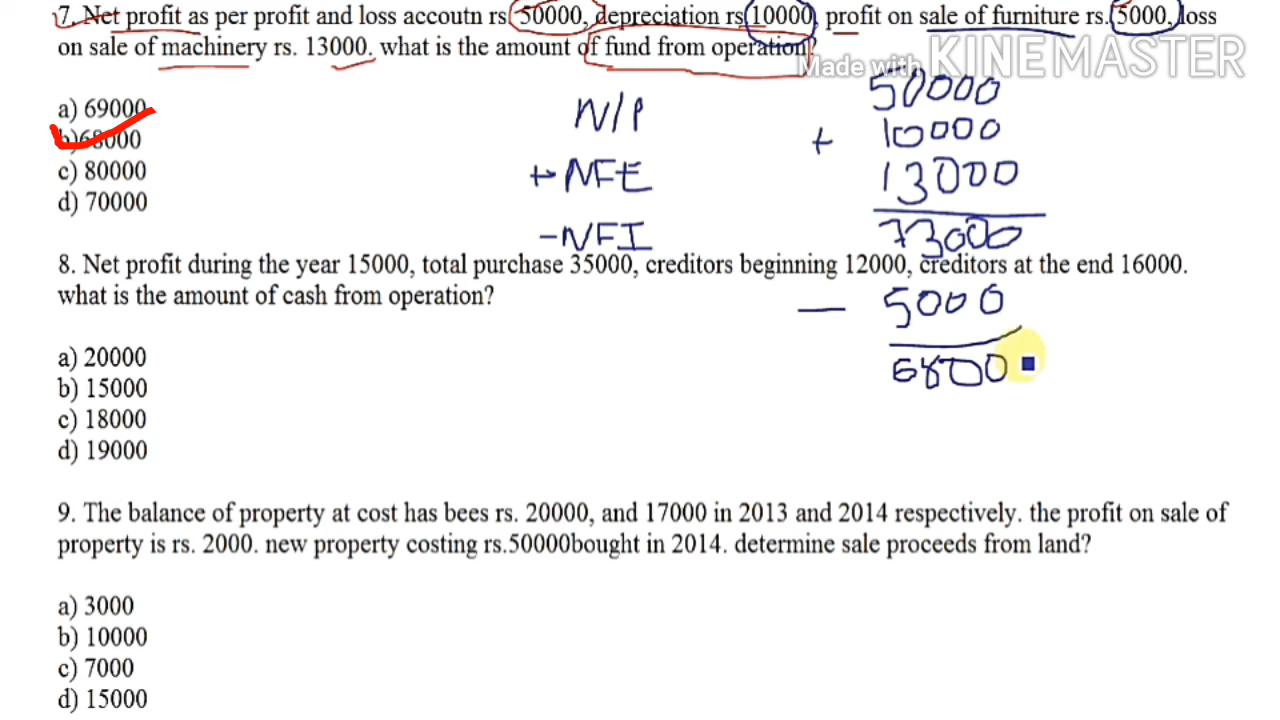 7. Net profit as per profit and loss accoutn rs. 50000, depreciation rs 10000, profit on sale of furniture rs. 5000, loss
on sale of machinery rs. 13000. what is the amount of fund from operation?
Made with KINEMASTER
a) 69000
b)68000
c) 80000
d) 70000
N/P
+ NFE
-NFI
50000
+ 10000
13000
73000
- 5000
6800
8. Net profit during the year 15000, total purchase 35000, creditors beginning 12000, creditors at the end 16000.
what is the amount of cash from operation?
a) 20000
b) 15000
c) 18000
d) 19000
9. The balance of property at cost has bees rs. 20000, and 17000 in 2013 and 2014 respectively. the profit on sale of
property is rs. 2000. new property costing rs.50000bought in 2014. determine sale proceeds from land?
a) 3000
b) 10000
c) 7000
d) 15000